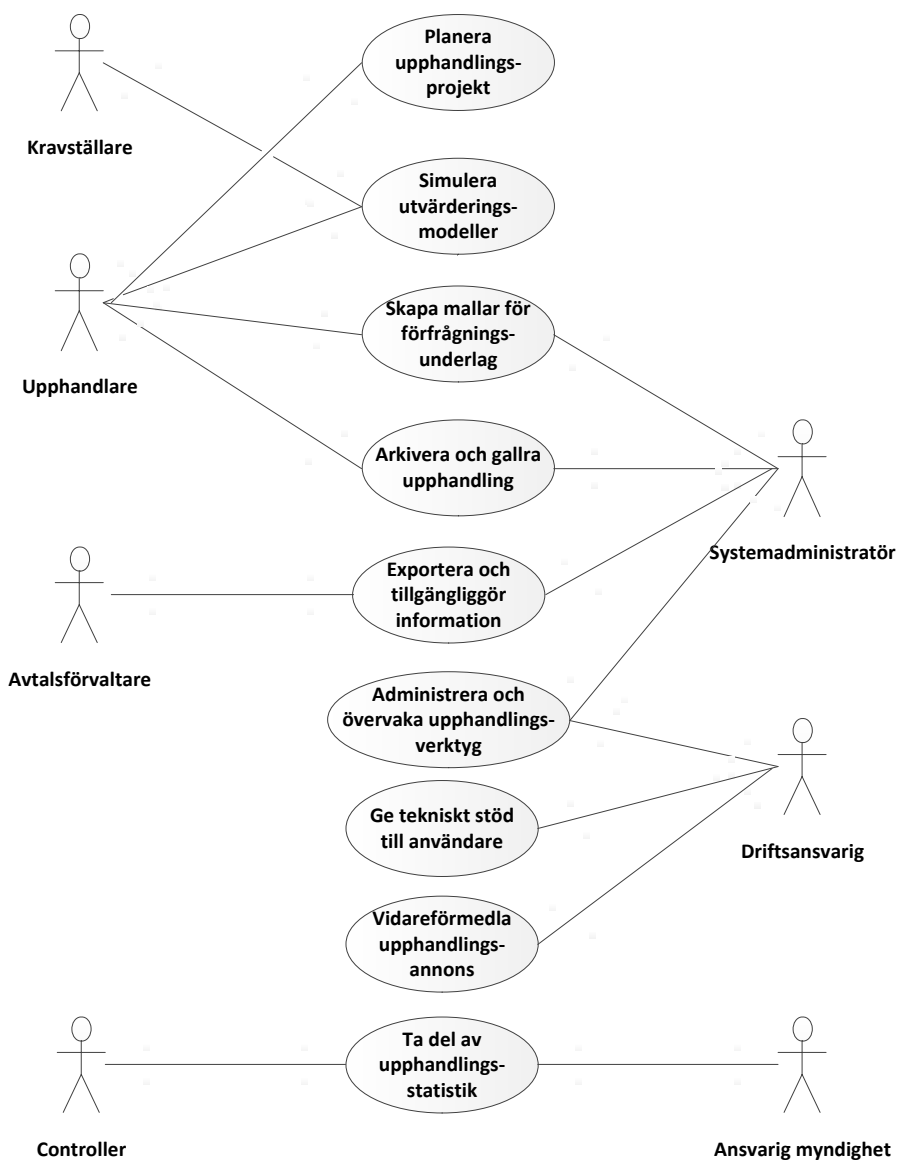 Planera
upphandlings-
projekt
Kravställare
Simulera
utvärderings-
modeller
Upphandlare
Skapa mallar för
förfrågnings-
underlag
Arkivera och gallra
upphandling
Systemadministratör
Exportera och
tillgängliggör
information
Avtalsförvaltare
Administrera och
övervaka upphandlings-
verktyg
Ge tekniskt stöd
till användare
Driftsansvarig
Vidareförmedla
upphandlings-
annons
Ta del av
upphandlings-
statistik
Controller
Ansvarig myndighet